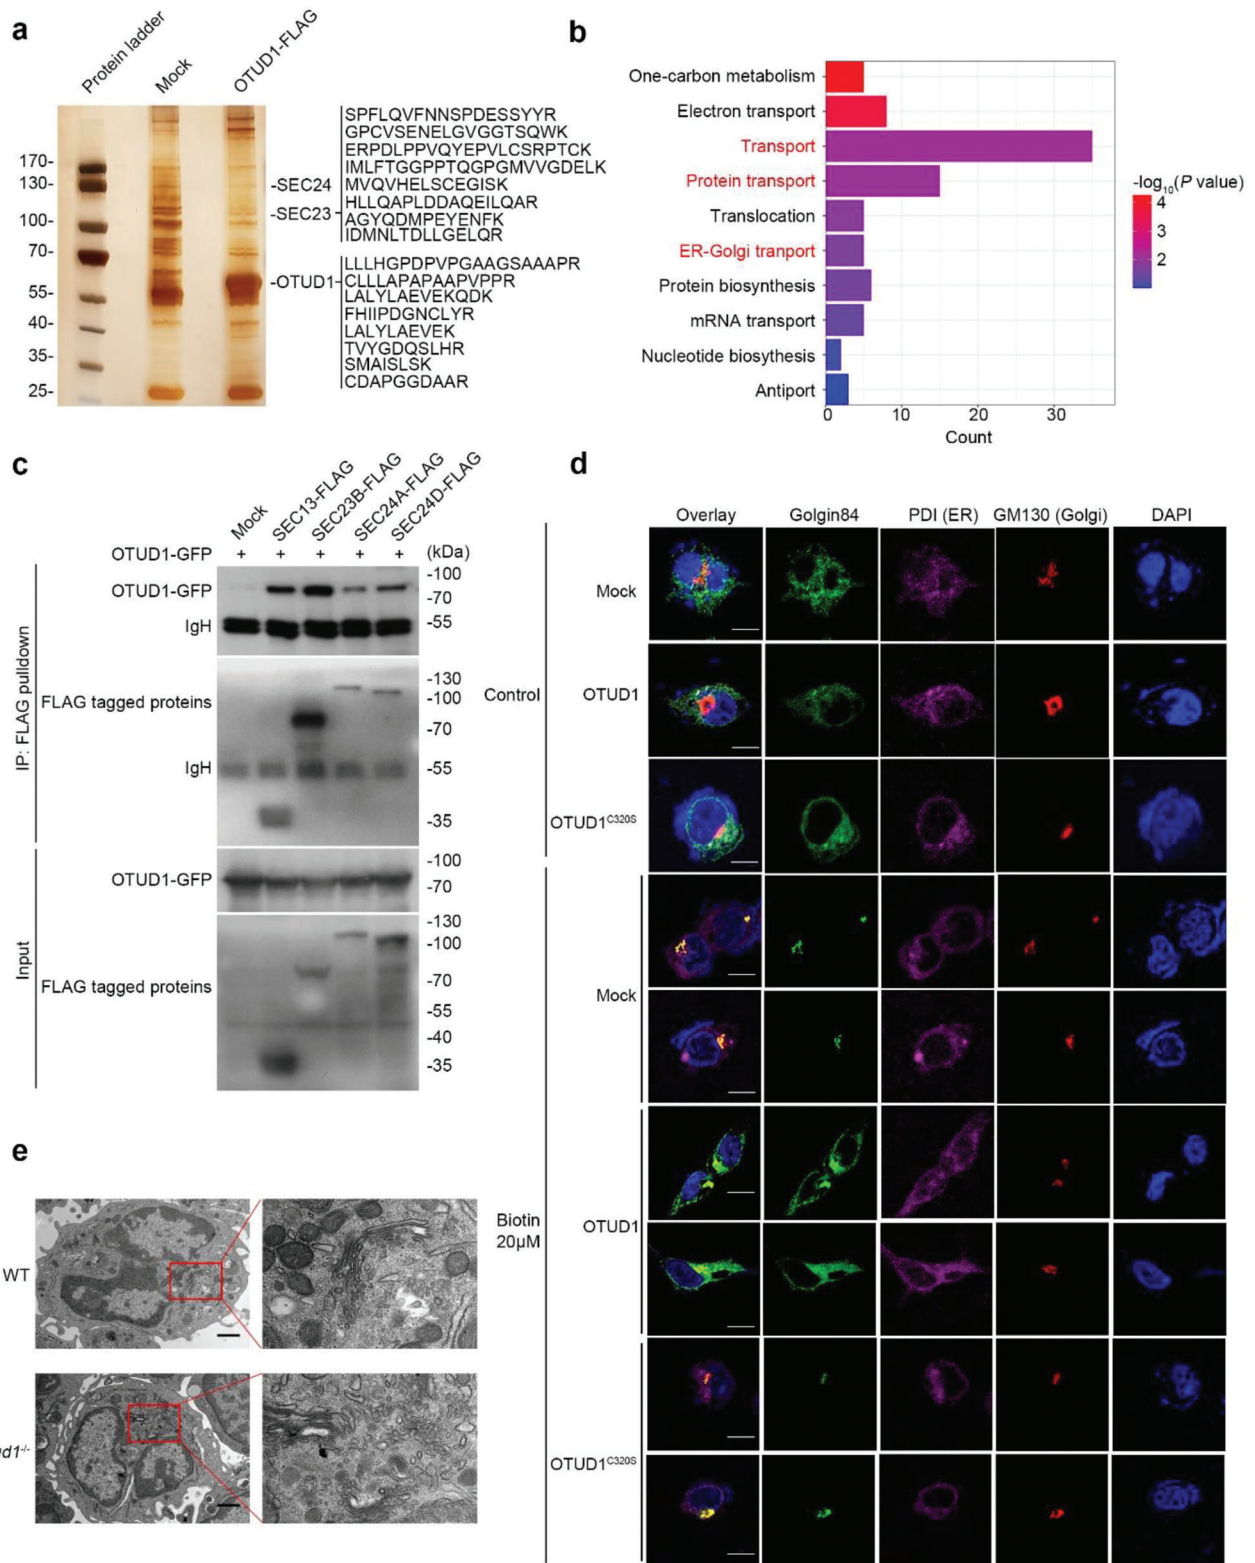 a
Protein ladder
Mock
OTUD1-FLAG
170-
130-
100-
70-
55-
40-
35-
25-
-SEC24
-SEC23
-OTUD1
SPFLQVFNNSPDESSYYR
GPCVSENELGVGGTSQWK
ERPDLPPVQYEPVLCSRPTCK
IMLFTGGPPTQGPGMVVGDELK
MVQVHELSCEGISK
HLLQAPLDDAQEILQAR
AGYQDMPEYENFK
IDMNLTDLLGELQR
LLLHGPDPVPGAAGSAAAPR
CLLLAPAPAAPVPPR
LALYLAEVEKQDK
FHIIPDGNCLYR
LALYLAEVEK
TVYGDQSLHR
SMAISLSK
CDAPGGDAAR
b
One-carbon metabolism
Electron transport
Transport
Protein transport
Translocation
ER-Golgi tranport
Protein biosynthesis
mRNA transport
Nucleotide biosythesis
Antiport
0 10 20 30
Count
-log10(P value)
4
3
2
c
Mock
SEC13-FLAG
SEC23B-FLAG
SEC24A-FLAG
SEC24D-FLAG
OTUD1-GFP + + + + + (kDa)
IP: FLAG pulldown
OTUD1-GFP
IgH
-100
-70
-55
FLAG tagged proteins
IgH
-130
-100
-70
-55
-35
Input
OTUD1-GFP
-100
-70
FLAG tagged proteins
-130
-100
-70
-55
-40
-35
d
Overlay Golgin84 PDI (ER) GM130 (Golgi) DAPI
Control
Mock
OTUD1
OTUD1C320S
Biotin
20μM
Mock
OTUD1
OTUD1C320S
e
WT
d1-/-